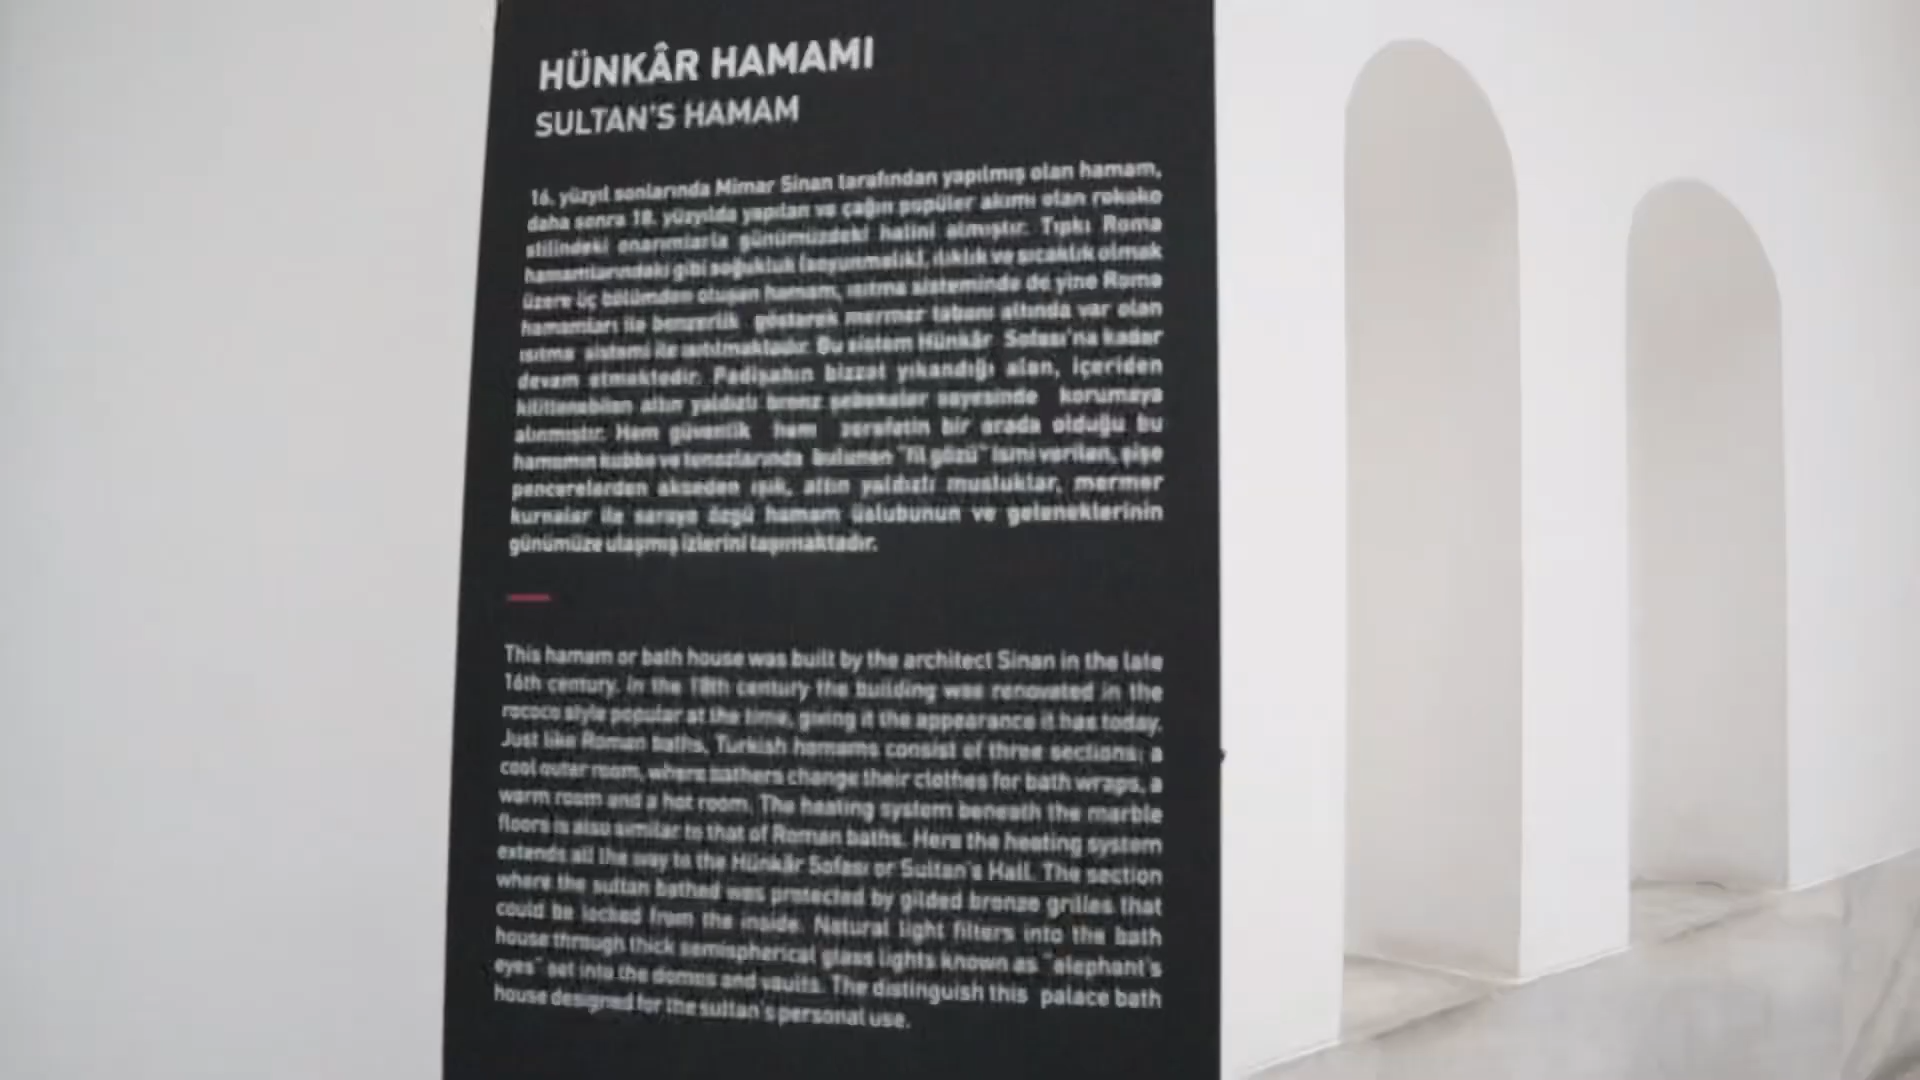 HÜNKÂR HAMAMI
SULTAN'S HAMAM
16. yüzyıl sonlarında Mimar Sinan tarafından yapılmış olan hamam,
daha sonra 18. yüzyılda yapılan ve çağın popüler akımı olan rokoko
stilindeki onarımlarla günümüzdeki halini almıştır. Tıpkı Roma
hamamlarındaki gibi soğukluk (soyunmalık), ılıklık ve sıcaklık olmak
üzere üç bölümden oluşan hamam, ısıtma sisteminde de yine Roma
hamamları ile benzerlik göstererek mermer tabanı altında var olan
ısıtma sistemi ile ısıtılmaktadır. Bu sistem Hünkâr Sofası'na kadar
devam etmektedir. Padişahın bizzat yıkandığı alan, içeriden
kilitlenebilen altın yaldızlı bronz şebekeler sayesinde korumaya
alınmıştır. Hem güvenlik hem zerafetin bir arada olduğu bu
hamamın kubbe ve tonozlarında bulunan "fil gözü" ismi verilen, şişe
pencerelerden akseden ışık, altın yaldızlı musluklar, mermer
kurnalar ile saraya özgü hamam üslubunun ve geleneklerinin
günümüze ulaşmış izlerini taşımaktadır.
This hamam or bath house was built by the architect Sinan in the late
16th century. In the 18th century the building was renovated in the
rococo style popular at the time, giving it the appearance it has today.
Just like Roman baths, Turkish hamams consist of three sections: a
cool outer room, where bathers change their clothes for bath wraps, a
warm room and a hot room. The heating system beneath the marble
floors is also similar to that of Roman baths. Here the heating system
extends all the way to the Hünkâr Sofası or Sultan's Hall. The section
where the sultan bathed was protected by gilded bronze grilles that
could be locked from the inside. Natural light filters into the bath
house through thick semispherical glass lights known as "elephant's
eyes" set into the domes and vaults. The distinguish this palace bath
house designed for the sultan's personal use.